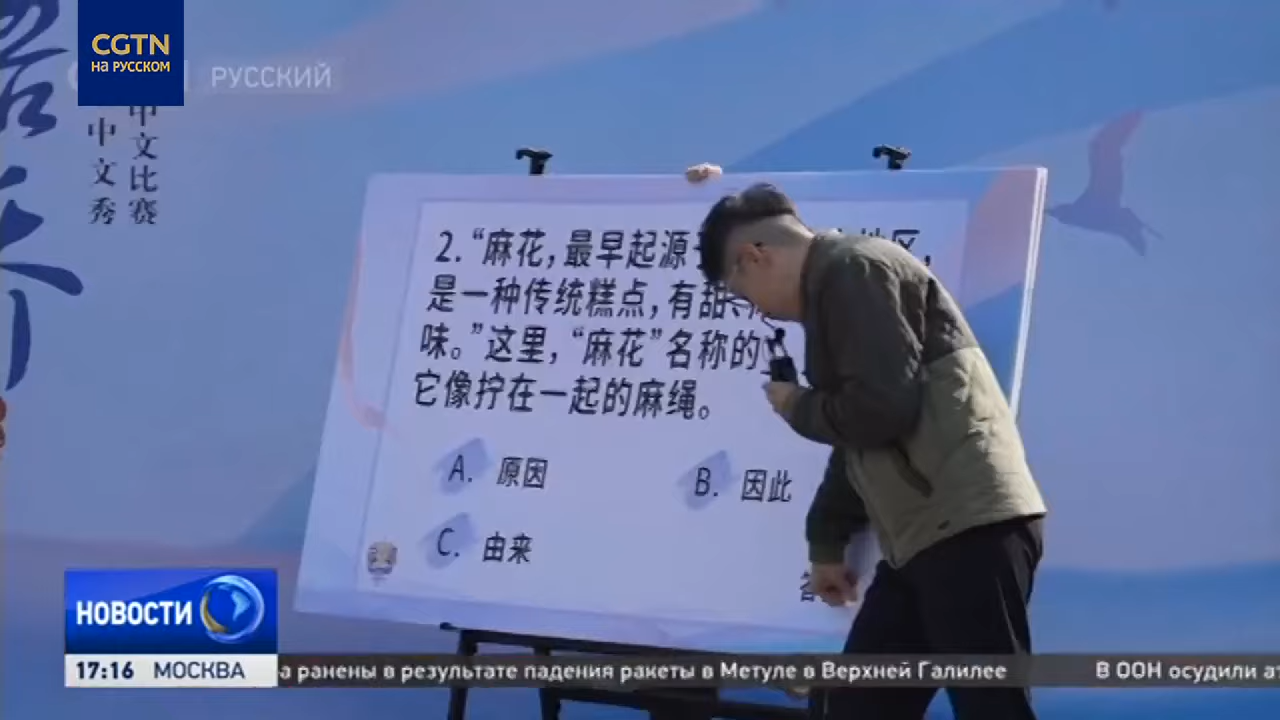 CGTN
НА РУССКОМ
РУССКИЙ
中文比赛
中文秀
2.“麻花，最早起源
地区，
是一种传统糕点，有甜、
味。”这里，“麻花”名称的
它像拧在一起的麻绳。
A. 原因
B. 因此
C. 由来
НОВОСТИ
17:16 МОСКВА
а ранены в результате падения ракеты в Метуле в Верхней Галилее
В ООН осудили